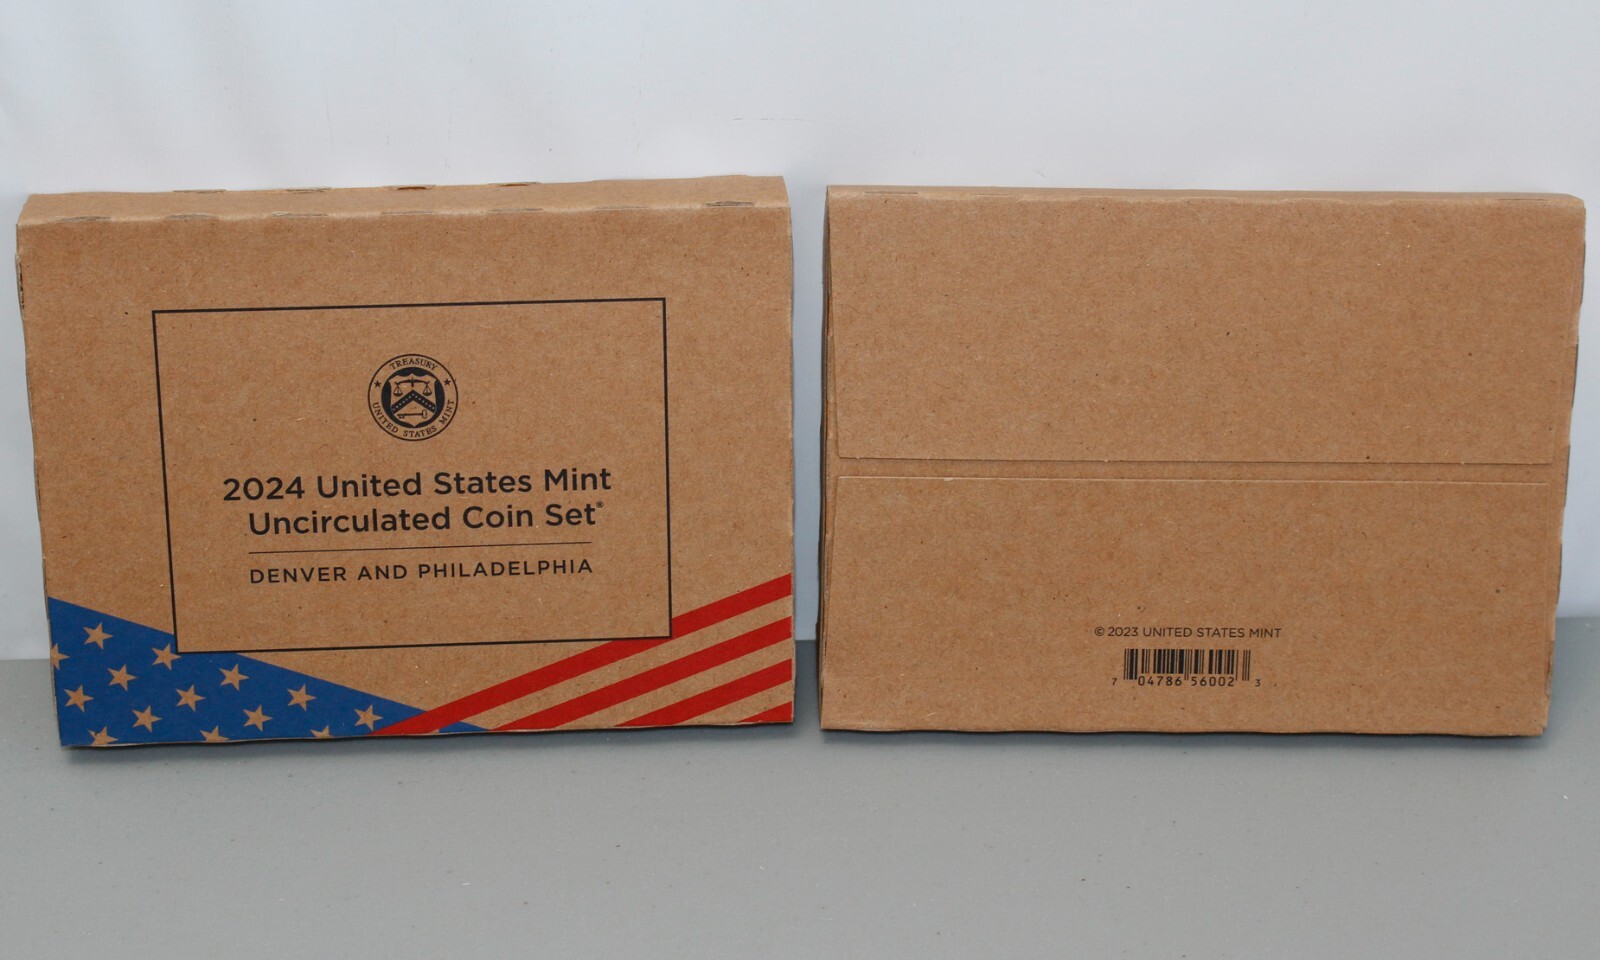 TREASURY
UNITED STATES MINT
2024 United States Mint
Uncirculated Coin Set®
DENVER AND PHILADELPHIA
© 2023 UNITED STATES MINT
7 04786 56002 3